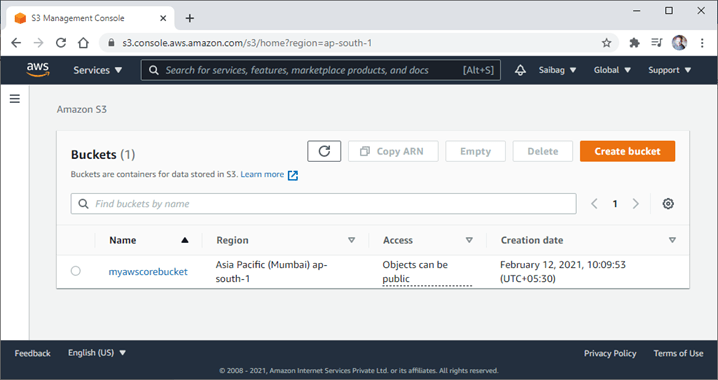 S3 Management Console
s3.console.aws.amazon.com/s3/home?region=ap-south-1
aws Services Search for services, features, marketplace products, and docs [Alt+S] Saibag Global Support
Amazon S3
Buckets (1) Copy ARN Empty Delete Create bucket
Buckets are containers for data stored in S3. Learn more
Find buckets by name 1
Name Region Access Creation date
myawscorebucket Asia Pacific (Mumbai) ap- Objects can be February 12, 2021, 10:09:53
south-1 public (UTC+05:30)
Feedback English (US) Privacy Policy Terms of Use
© 2008 - 2021, Amazon Internet Services Private Ltd. or its affiliates. All rights reserved.